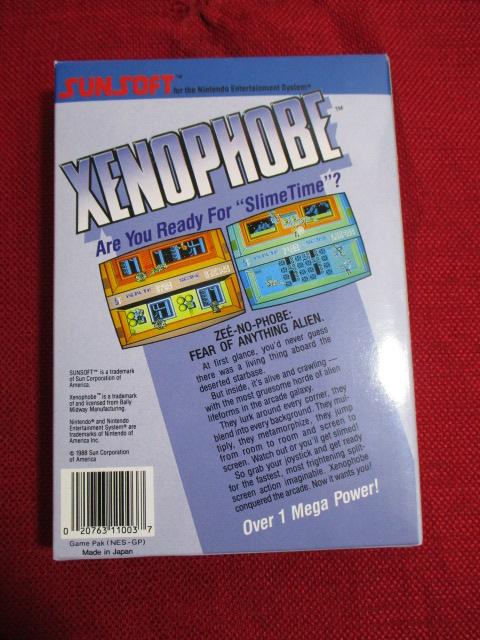 SUNSOFT™ for the Nintendo Entertainment System®
XENOPHOBE™
Are You Ready For "SlimeTime"?
ZEE-NO-PHOBE:
FEAR OF ANYTHING ALIEN.
At first glance, you'd never guess
there was a living thing aboard the
deserted starbase.
But inside, it's alive and crawling —
with the most gruesome horde of alien
lifeforms in the arcade galaxy.
They lurk around every corner, they
blend into every background. They mul-
tiply, they metamorphize, they jump
from room to room and screen to
screen. Watch out or you'll get slimed!
So grab your joystick and get ready
for the fastest, most frightening split-
screen action imaginable. Xenophobe
conquered the arcade. Now it wants you!
Over 1 Mega Power!
SUNSOFT™ is a trademark
of Sun Corporation of
America.
Xenophobe™ is a trademark
of and licensed from Bally
Midway Manufacturing.
Nintendo® and Nintendo
Entertainment System® are
trademarks of Nintendo of
America Inc.
© 1988 Sun Corporation
of America
0 20763 11003 7
Game Pak (NES-GP)
Made in Japan